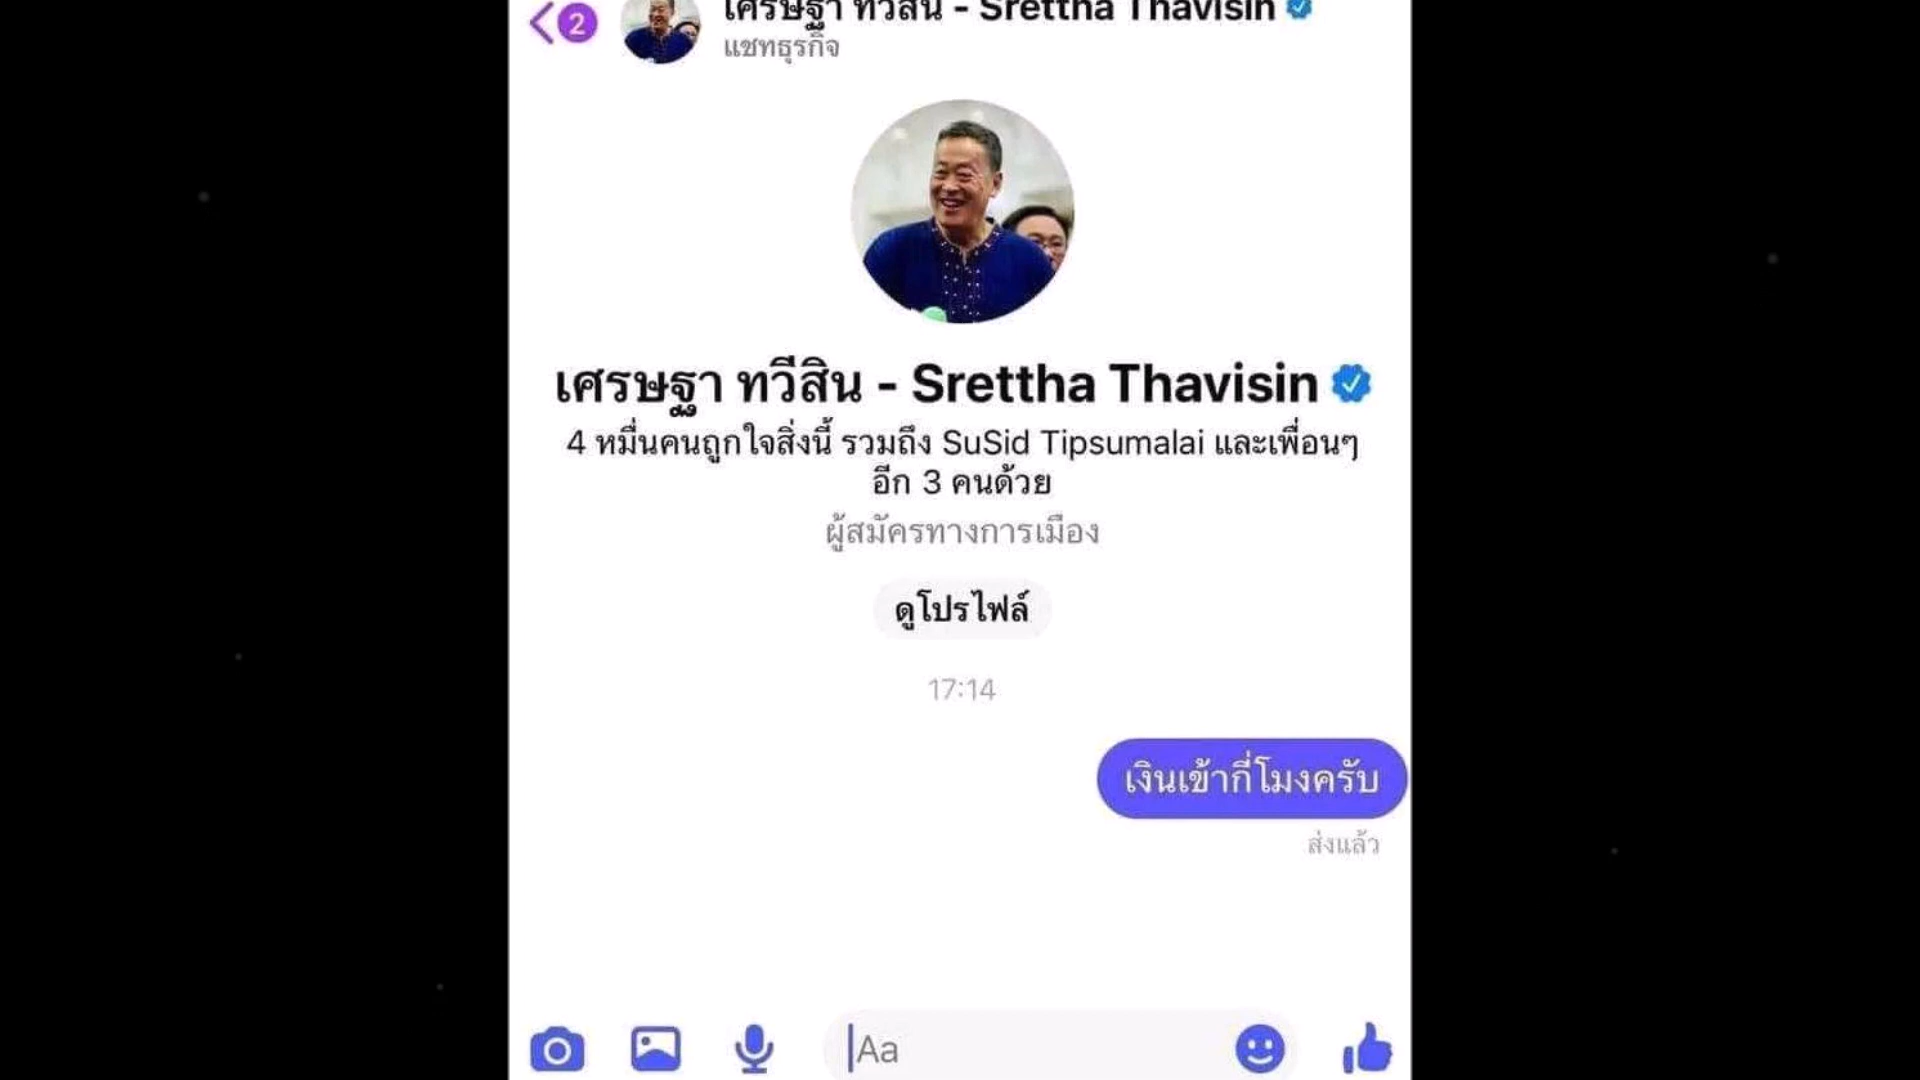 2
เศรษฐา ทวีสิน - Srettha Thavisin
แชทธุรกิจ
เศรษฐา ทวีสิน - Srettha Thavisin
4 หมื่นคนถูกใจสิ่งนี้ รวมถึง SuSid Tipsumalai และเพื่อนๆ
อีก 3 คนด้วย
ผู้สมัครทางการเมือง
ดูโปรไฟล์
17:14
เงินเข้ากี่โมงครับ
ส่งแล้ว
Aa